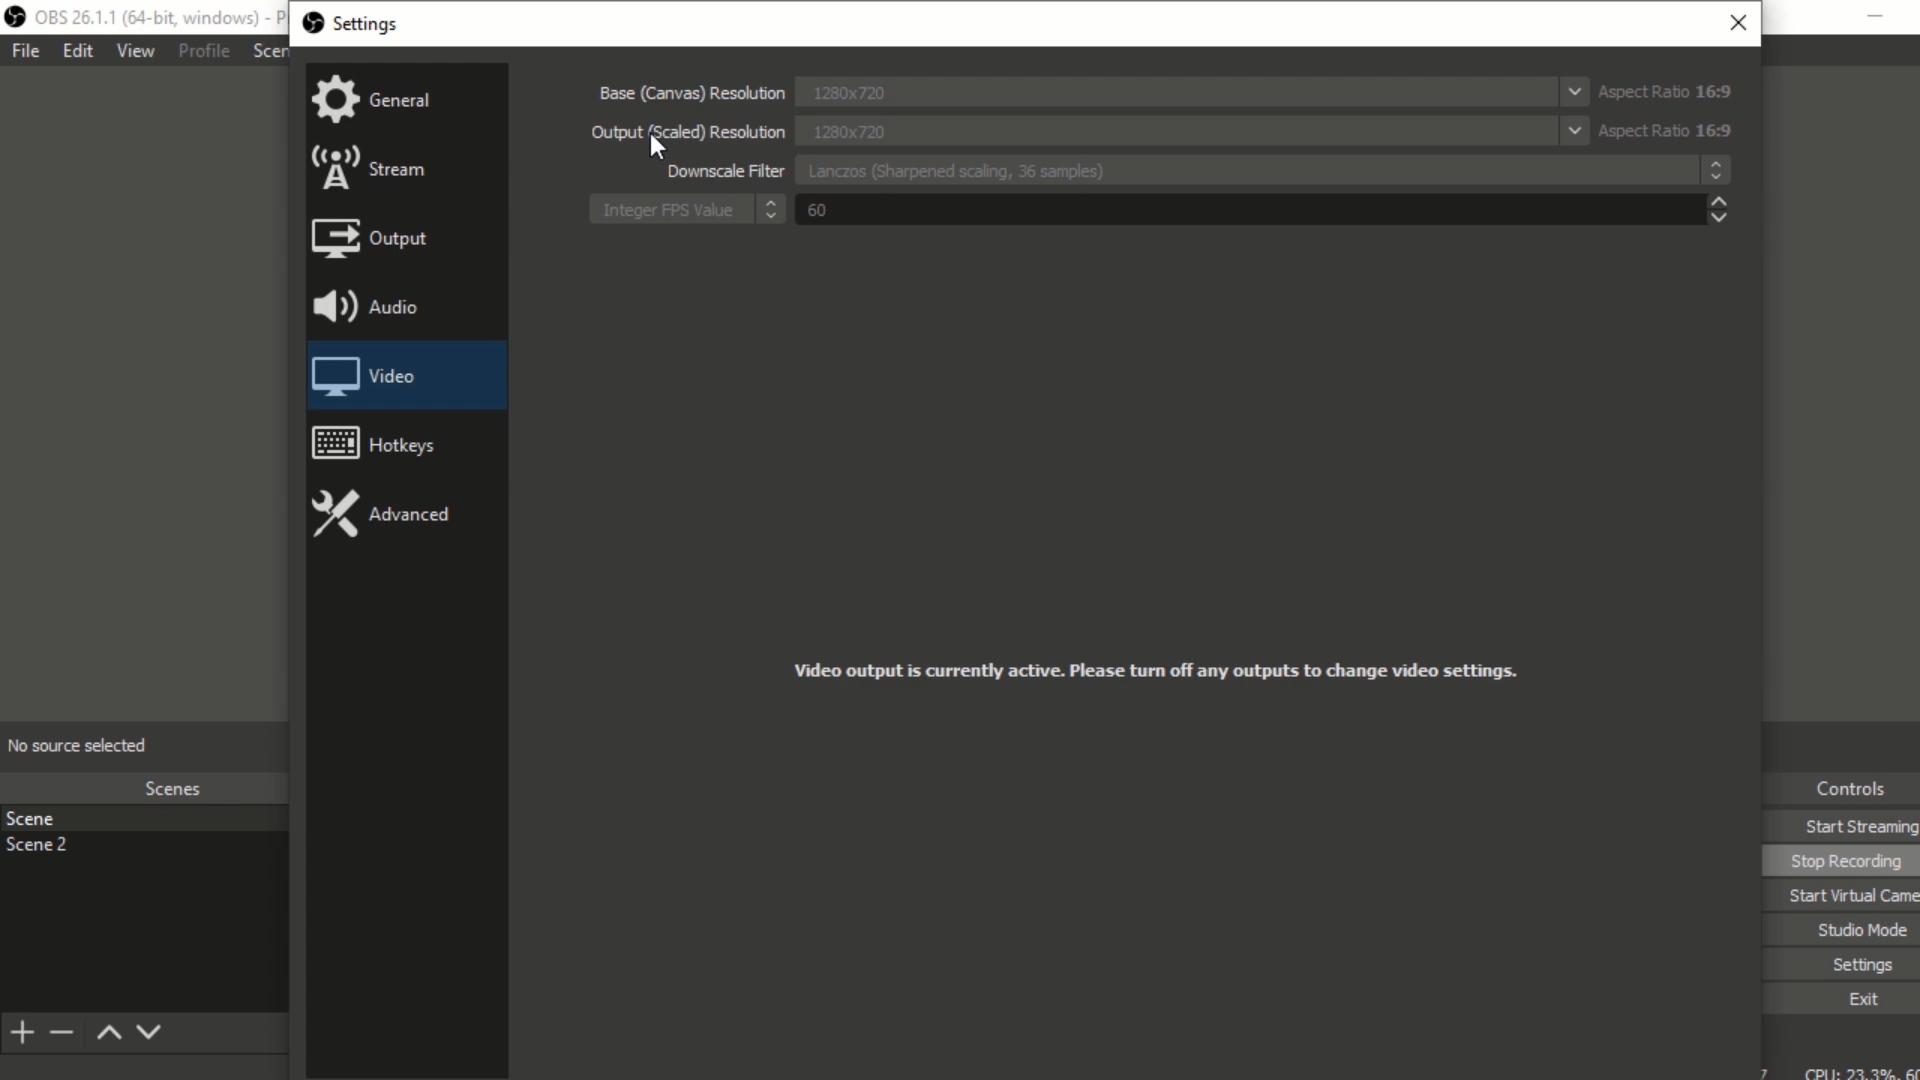 OBS 26.1.1 (64-bit, windows) - P
Settings
File Edit View Profile Scen
General
Stream
Output
Audio
Video
Hotkeys
Advanced
Base (Canvas) Resolution 1280x720 Aspect Ratio 16:9
Output (Scaled) Resolution 1280x720 Aspect Ratio 16:9
Downscale Filter Lanczos (Sharpened scaling, 36 samples)
Integer FPS Value 60
Video output is currently active. Please turn off any outputs to change video settings.
No source selected
Scenes
Scene
Scene 2
Controls
Start Streaming
Stop Recording
Start Virtual Came
Studio Mode
Settings
Exit
7 CPU: 23.3%, 60